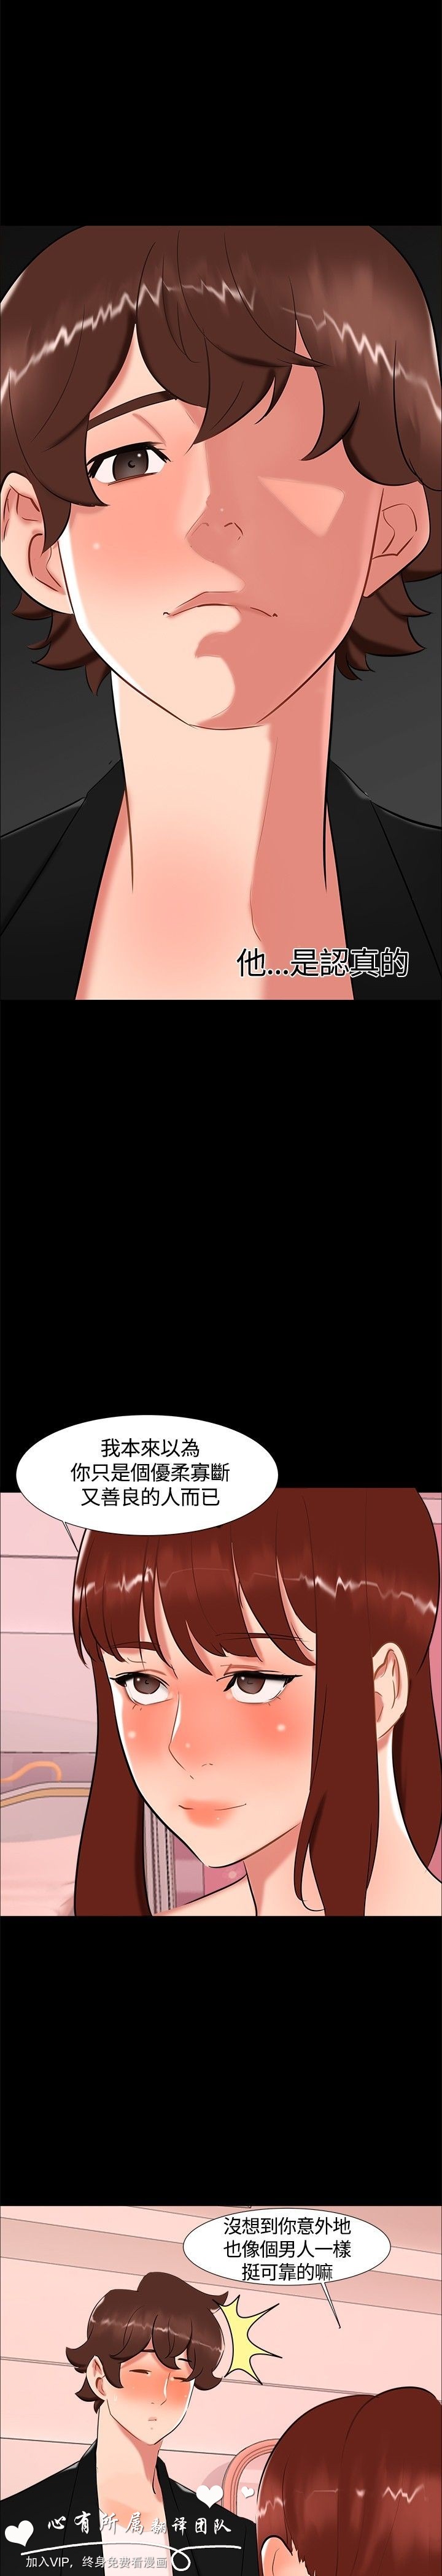 他...是認真的
我本來以為
你只是個優柔寡斷
又善良的人而已
沒想到你意外地
也像個男人一樣
挺可靠的嘛
心有所属翻译团队
加入VIP，终身免费看漫画